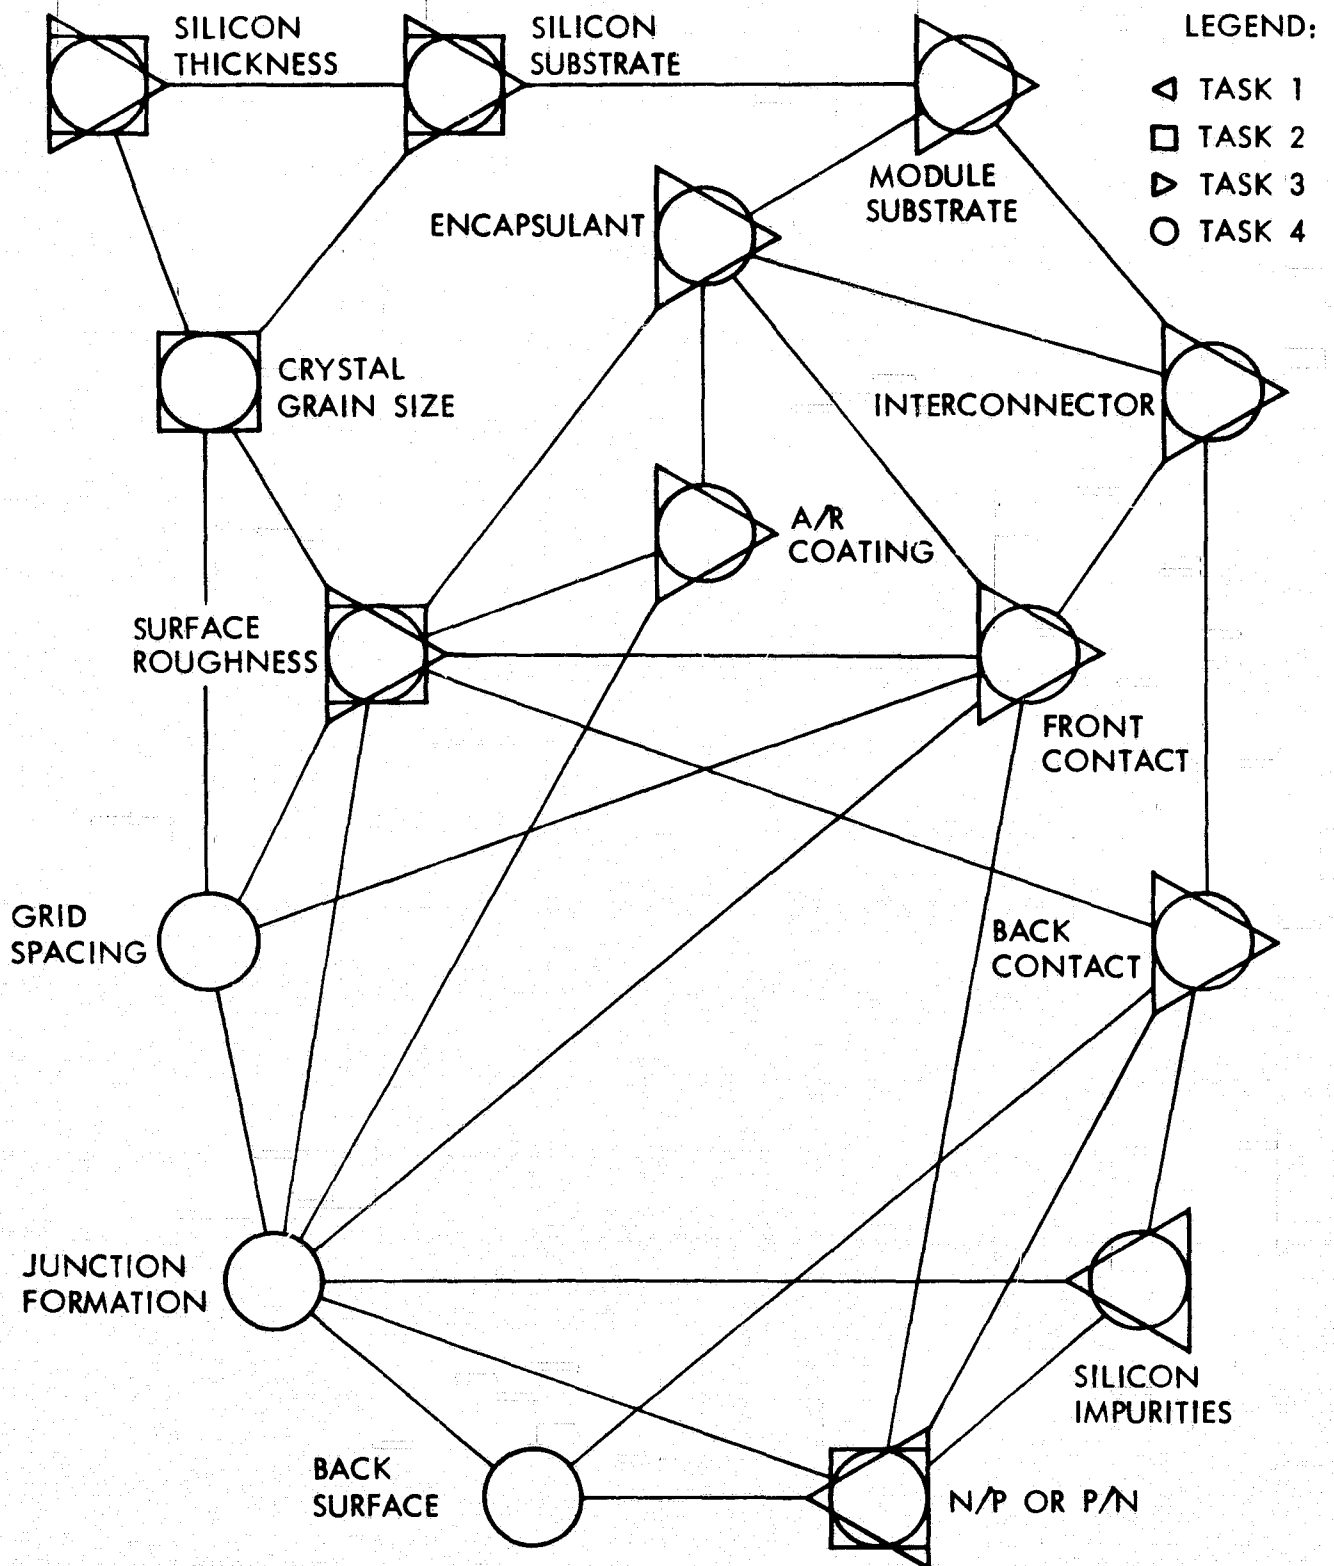 SILICON
THICKNESS
SILICON
SUBSTRATE
LEGEND:
TASK 1
TASK 2
TASK 3
TASK 4
MODULE
SUBSTRATE
ENCAPSULANT
CRYSTAL
GRAIN SIZE
INTERCONNECTOR
A/R
COATING
SURFACE
ROUGHNESS
FRONT
CONTACT
GRID
SPACING
BACK
CONTACT
JUNCTION
FORMATION
SILICON
IMPURITIES
BACK
SURFACE
N/P OR P/N